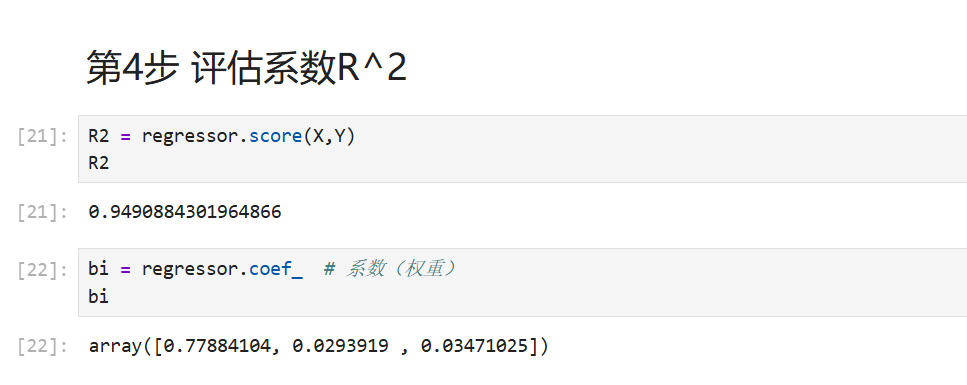 第4步 评估系数R^2
[21]: R2 = regressor.score(X,Y)
R2
[21]: 0.9490884301964866
[22]: bi = regressor.coef_  # 系数（权重）
bi
[22]: array([0.77884104, 0.0293919 , 0.03471025])